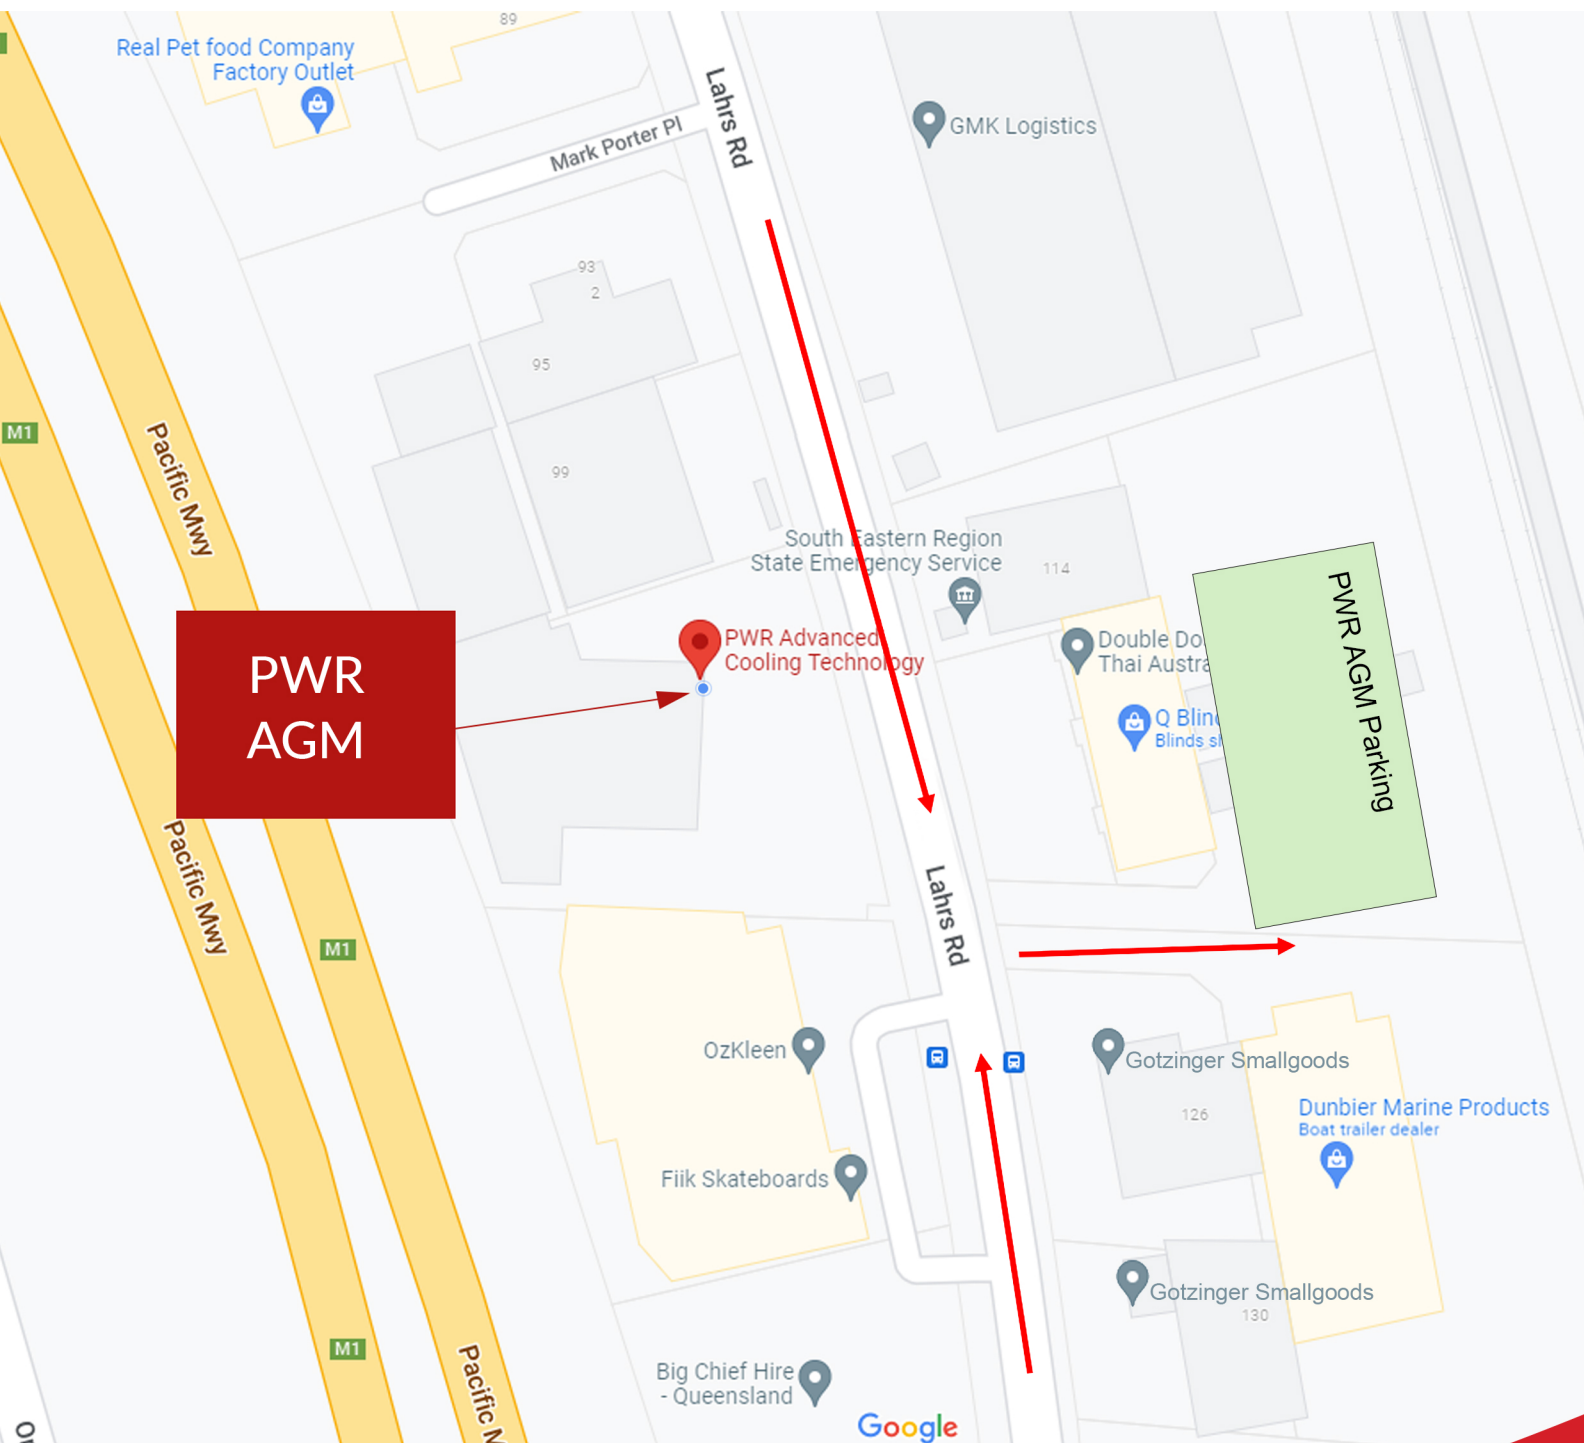 89
Real Pet food Company
Factory Outlet
Lahrs Rd
GMK Logistics
Mark Porter Pl
93
2
95
M1
Pacific Mwy
99
South Eastern Region
State Emergency Service
114
PWR AGM Parking
PWR Advanced
Cooling Technology
Double Do
Thai Austra
PWR
AGM
Q Blin
Blinds s
Pacific Mwy
Lahrs Rd
M1
OzKleen
Gotzinger Smallgoods
126
Dunbier Marine Products
Boat trailer dealer
Fiik Skateboards
Gotzinger Smallgoods
130
M1
Pacific M
Big Chief Hire
- Queensland
Google